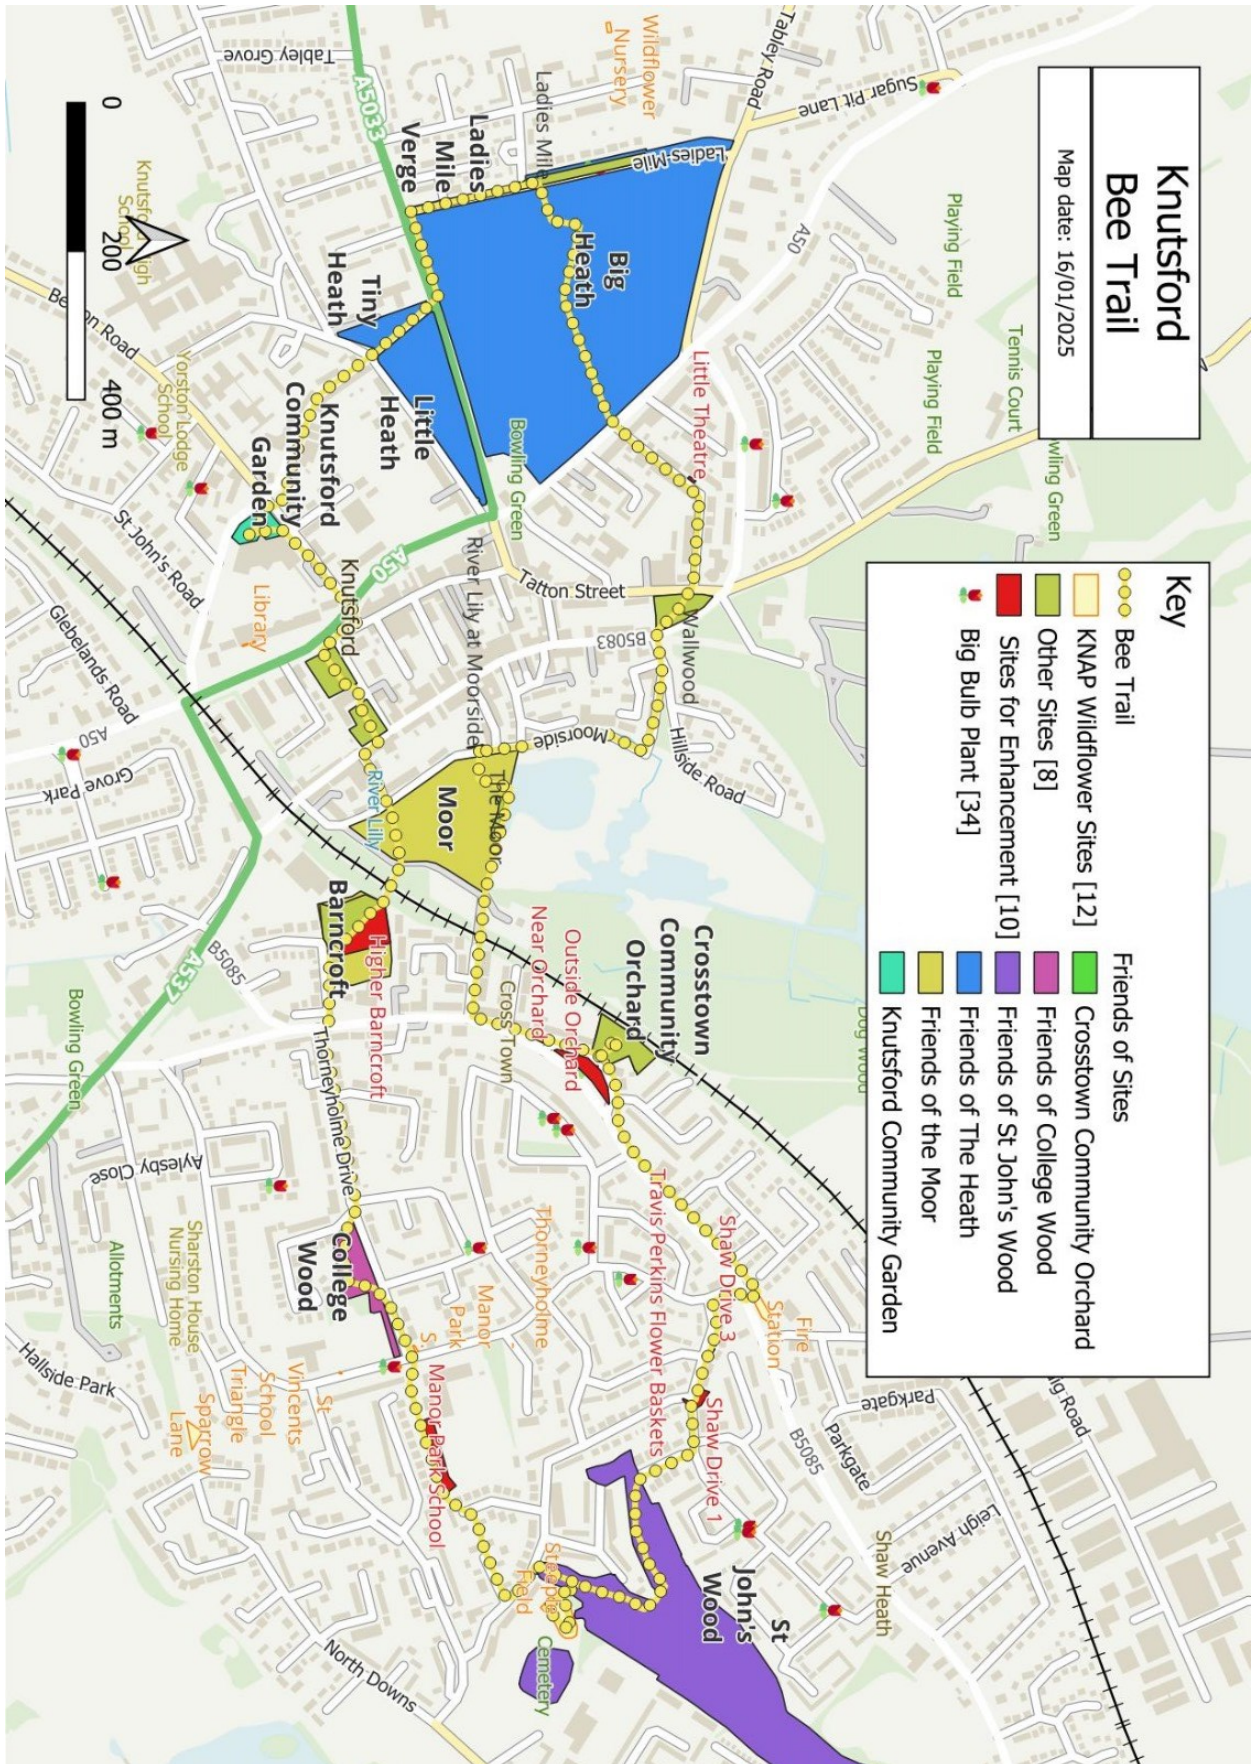 Knutsford
Bee Trail
Map date: 16/01/2025
Key
Bee Trail
KNAP Wildflower Sites [12]
Other Sites [8]
Sites for Enhancement [10]
Big Bulb Plant [34]
Friends of Sites
Crosstown Community Orchard
Friends of College Wood
Friends of St John's Wood
Friends of The Heath
Friends of the Moor
Knutsford Community Garden
Wildflower
Nursery
Tabley Road
Sugar Pit Lane
Tabley Grove
A5033
Ladies Mile
Ladies Mile
Ladies
Mile
Verge
Big
Heath
A50
Playing Field
Playing Field
Tennis Court
Tiny
Heath
Little
Heath
Little Theatre
Bowling Green
Knutsford
Community
Garden
Yorston Lodge
School
St John's Road
Library
Glebelands Road
A50
Knutsford
Tatton Street
River Lily at Moorside
B5083
Wallwood
Hillside Road
Moorside
The Moor
Moor
River Lilly
A50
Grove Park
Barncroft
Higher Barncroft
B5085
A537
Bowling Green
Cross Town
Near Orchard
Outside Orchard
Crosstown
Community
Orchard
Dog Wood
Thorneyholme Drive
Aylesby Close
Allotments
Sharston House
Nursing Home
Hallside Park
College
Wood
Thorneyholme
Manor
Park
Travis Perkins Flower Baskets
Shaw Drive 3
Shaw Drive 1
Fire
Station
Parkgate
Parkgate
B5085
Leigh Avenue
Shaw Heath
St
Vincents
School
Triangle
Sparrow
Lane
Manor Park School
Steeple
Field
St
John's
Wood
Cemetery
North Downs
0
200
400 m